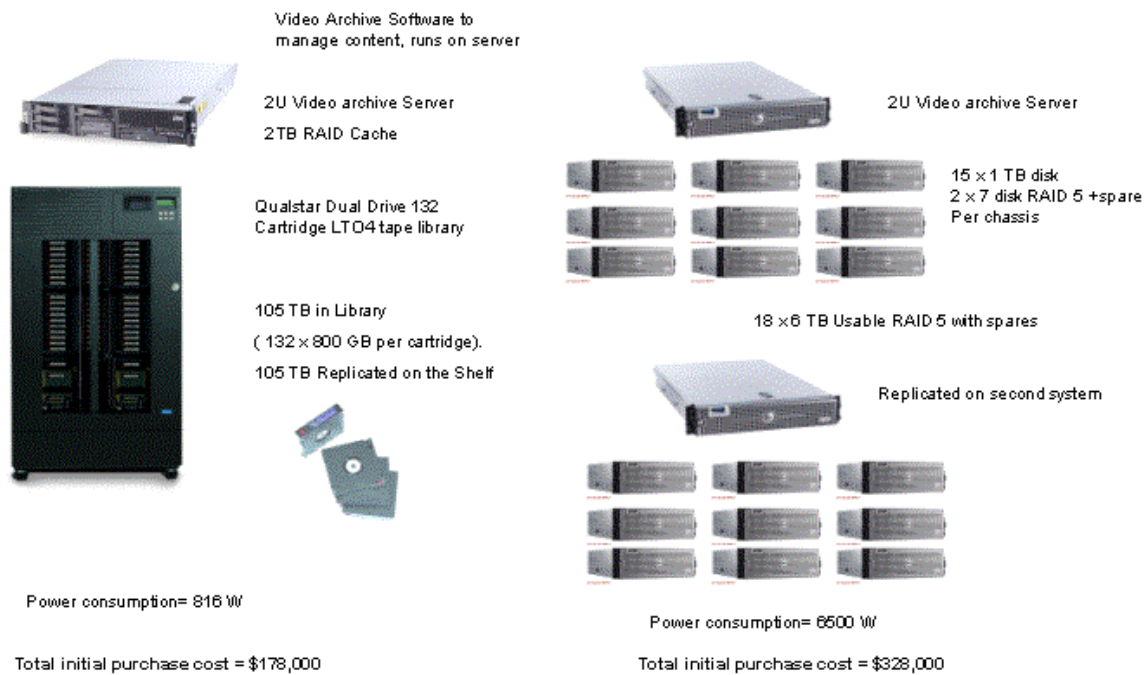 Video Archive Software to
manage content, runs on server
2U Video archive Server
2TB RAID Cache
Qualstar Dual Drive 132
Cartridge LTO4 tape library
105 TB in Library
( 132 x 800 GB per cartridge).
105 TB Replicated on the Shelf
Power consumption= 816 W
Total initial purchase cost = $178,000
2U Video archive Server
15 x 1 TB disk
2 x 7 disk RAID 5 +spare
Per chassis
18 x 6 TB Usable RAID 5 with spares
Replicated on second system
Power consumption= 6500 W
Total initial purchase cost = $328,000